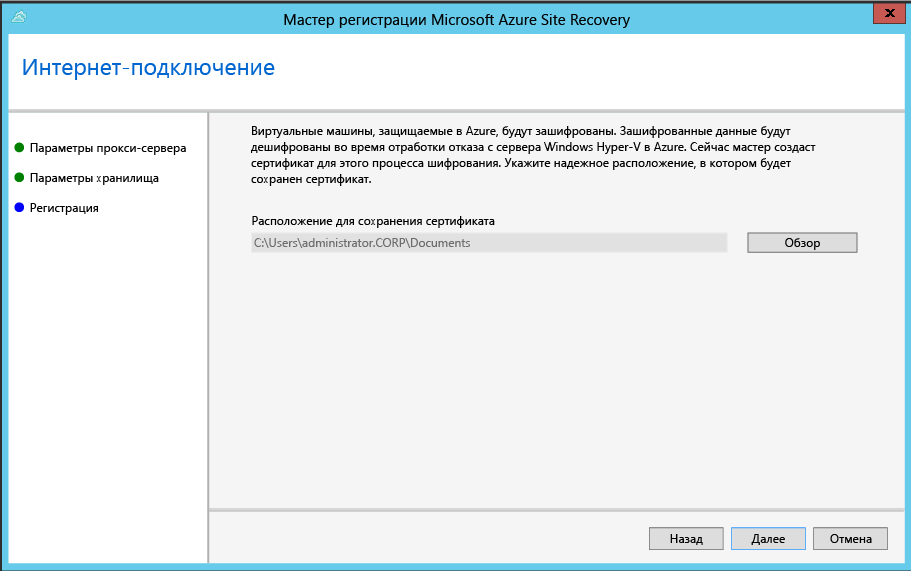 Мастер регистрации Microsoft Azure Site Recovery
x
Интернет-подключение
Параметры прокси-сервера
Параметры хранилища
Регистрация
Виртуальные машины, защищаемые в Azure, будут зашифрованы. Зашифрованные данные будут
дешифрованы во время отработки отказа с сервера Windows Hyper-V в Azure. Сейчас мастер создаст
сертификат для этого процесса шифрования. Укажите надежное расположение, в котором будет
сохранен сертификат.
Расположение для сохранения сертификата
C:\Users\administrator.CORP\Documents
Обзор
Назад
Далее
Отмена